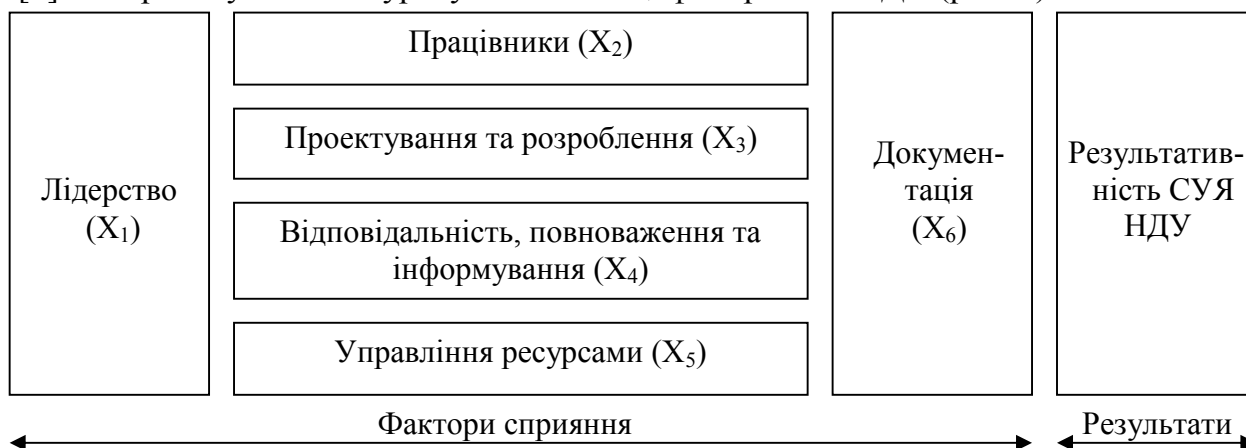 Працівники (X2)
Проектування та розроблення (X3)
Лідерство
(X1)
Відповідальність, повноваження та
інформування (X4)
Управління ресурсами (X5)
Докумен-
тація
(X6)
Результатив-
ність СУЯ
НДУ
Фактори сприяння
Результати